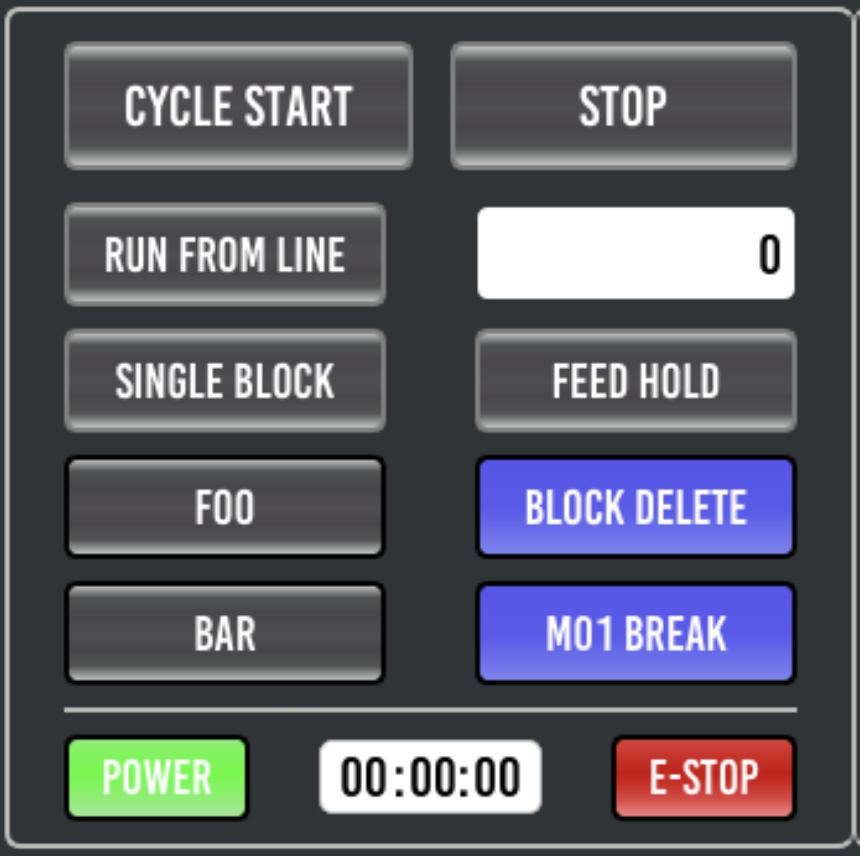 CYCLE START
STOP
RUN FROM LINE
0
SINGLE BLOCK
FEED HOLD
FOO
BLOCK DELETE
BAR
M01 BREAK
POWER
00:00:00
E-STOP